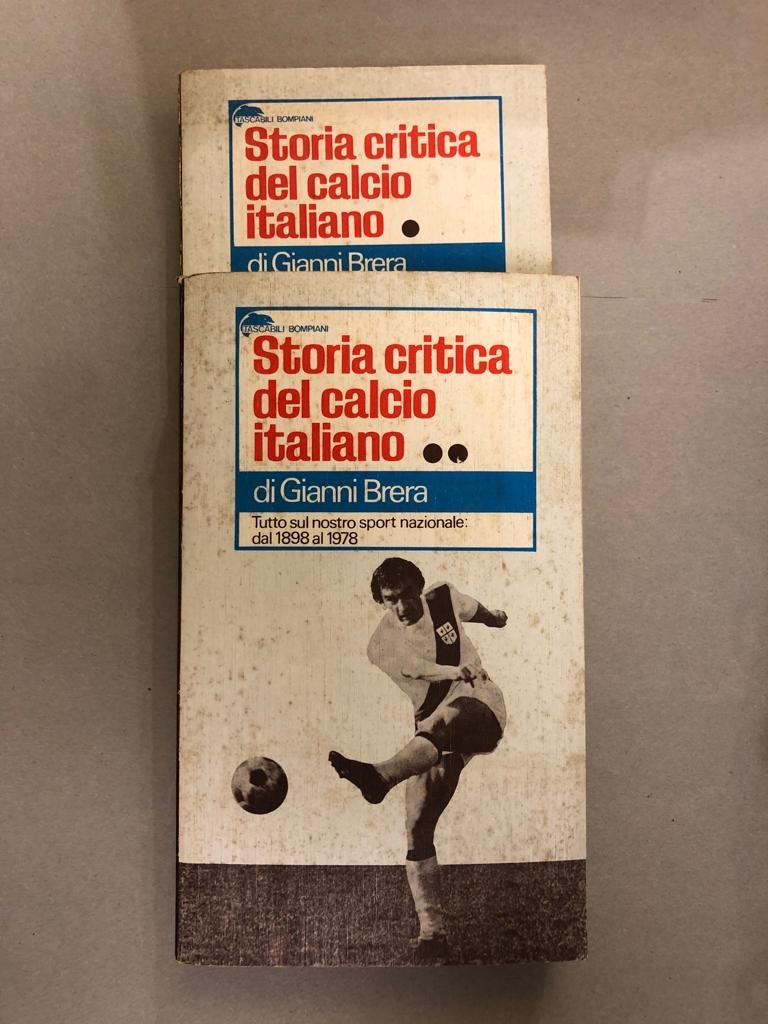 TASCABILI BOMPIANI
Storia critica
del calcio
italiano
di Gianni Brera
TASCABILI BOMPIANI
Storia critica
del calcio
italiano
di Gianni Brera
Tutto sul nostro sport nazionale:
dal 1898 al 1978